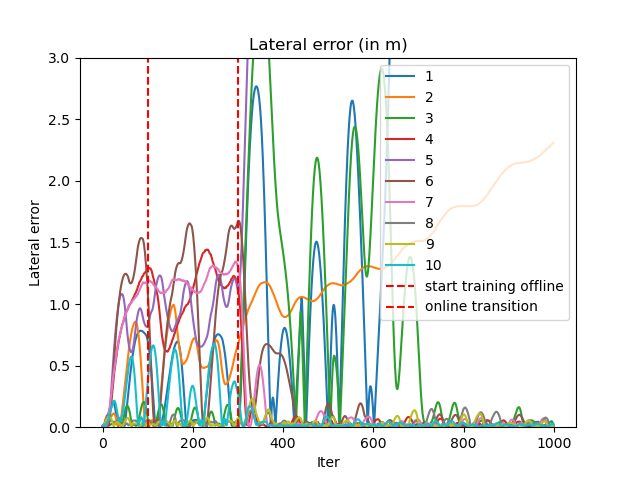 Lateral error (in m)
3.0
2.5
2.0
1.5
1.0
0.5
0.0
Lateral error
0 200 400 600 800 1000
Iter
1
2
3
4
5
6
7
8
9
10
start training offline
online transition